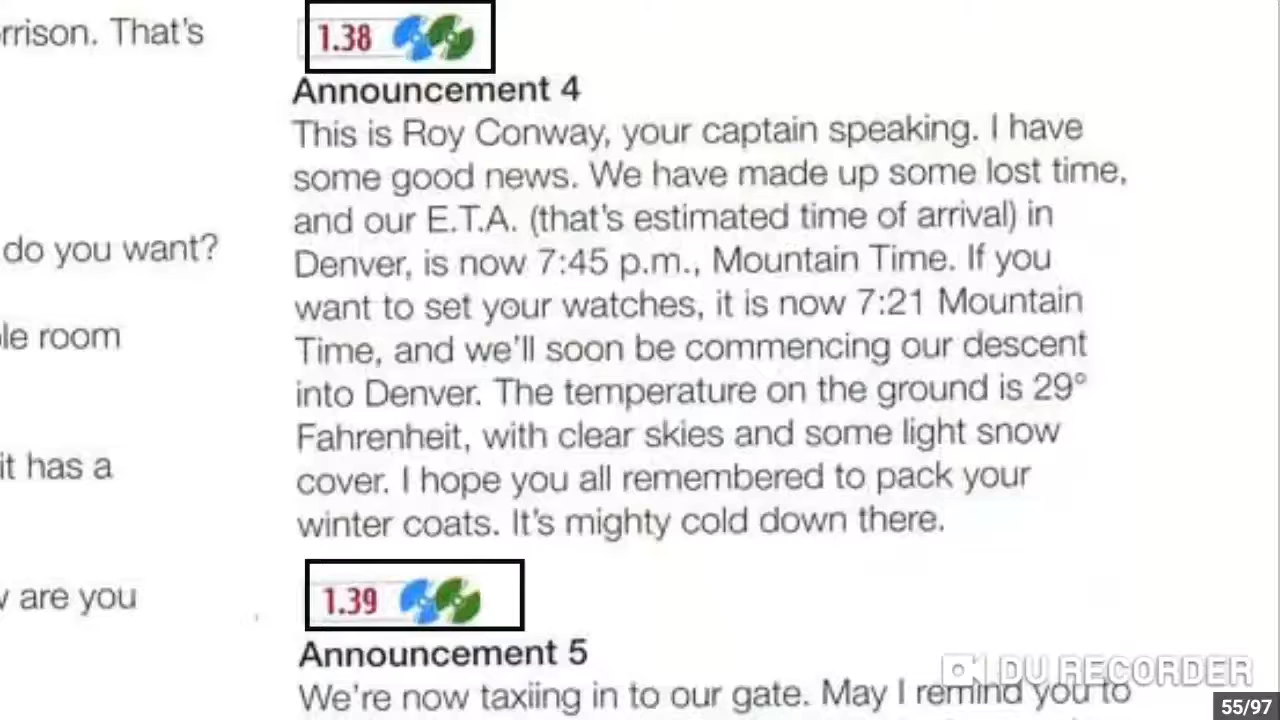 rrison. That's
do you want?
le room
it has a
are you
1.38
Announcement 4
This is Roy Conway, your captain speaking. I have
some good news. We have made up some lost time,
and our E.T.A. (that's estimated time of arrival) in
Denver, is now 7:45 p.m., Mountain Time. If you
want to set your watches, it is now 7:21 Mountain
Time, and we'll soon be commencing our descent
into Denver. The temperature on the ground is 29°
Fahrenheit, with clear skies and some light snow
cover. I hope you all remembered to pack your
winter coats. It's mighty cold down there.
1.39
Announcement 5
We're now taxiing in to our gate. May I remind you to
DU RECORDER
55/97